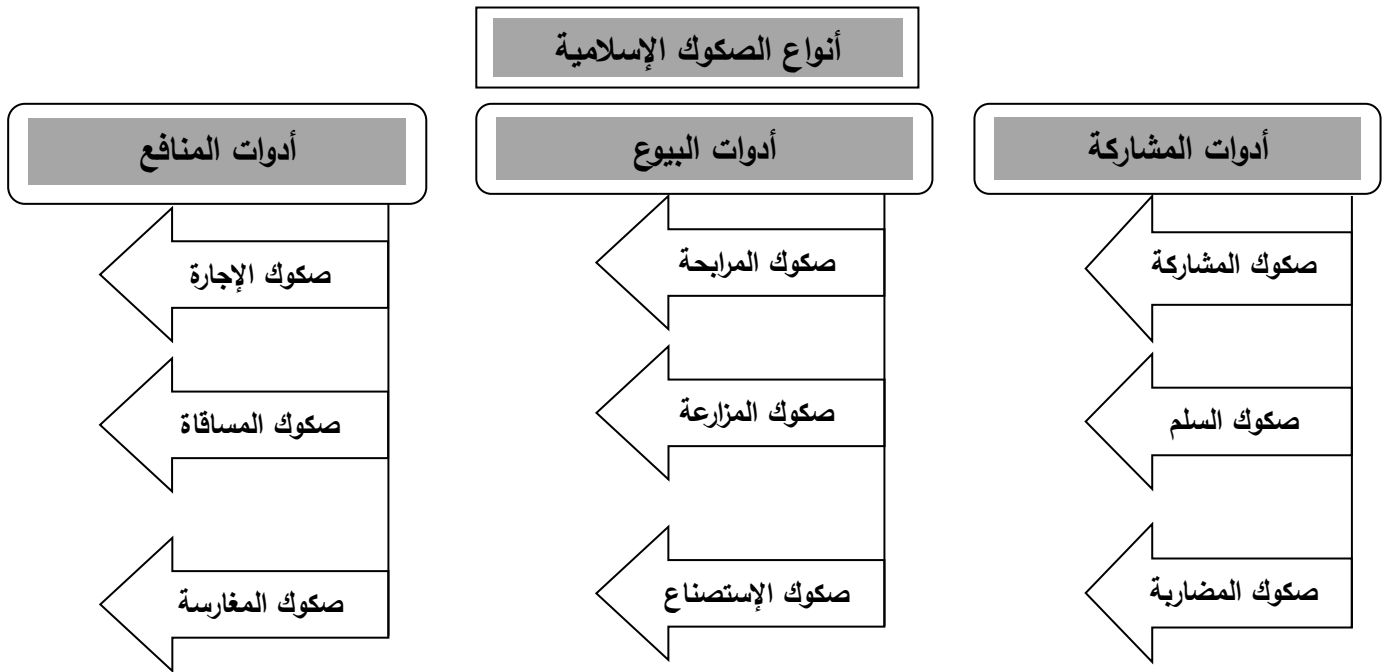 أنواع الصكوك الإسلامية
أدوات المشاركة
صكوك المشاركة
صكوك السلم
صكوك المضاربة
أدوات البيوع
صكوك المرابحة
صكوك المزارعة
صكوك الإستصناع
أدوات المنافع
صكوك الإجارة
صكوك المساقاة
صكوك المغارسة